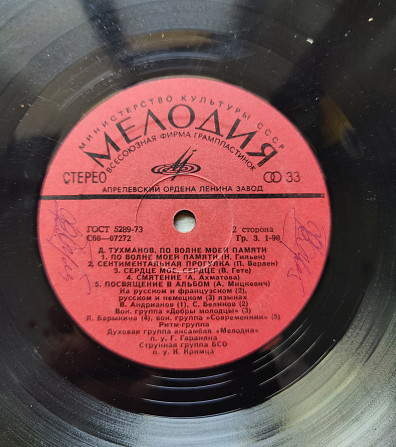 МИНИСТЕРСТВО КУЛЬТУРЫ СССР
МЕЛОДИЯ
ВСЕСОЮЗНАЯ ФИРМА ГРАМПЛАСТИНОК
СТЕРЕО 33
АПРЕЛЕВСКИЙ ОРДЕНА ЛЕНИНА ЗАВОД
ГОСТ 5289-73 2 сторона
С60—07272 Гр. 3. 1-90
Д. ТУХМАНОВ. ПО ВОЛНЕ МОЕЙ ПАМЯТИ
1. ПО ВОЛНЕ МОЕЙ ПАМЯТИ (Н. Гильен)
2. СЕНТИМЕНТАЛЬНАЯ ПРОГУЛКА (П. Верлен)
3. СЕРДЦЕ МОЕ, СЕРДЦЕ (В. Гете)
4. СМЯТЕНИЕ (А. Ахматова)
5. ПОСВЯЩЕНИЕ В АЛЬБОМ (А. Мицкевич)
На русском и французском (2),
русском и немецком (3) языках
В. Андрианов (1), С. Беликов (2)
Вок. группа «Добры молодцы» (3)
Л. Барыкина (4), вок. группа «Современник» (5)
Ритм-группа
Духовая группа ансамбля «Мелодия»
п. у Г. Гараняна
Струнная группа БСО
п. у К. Кримца